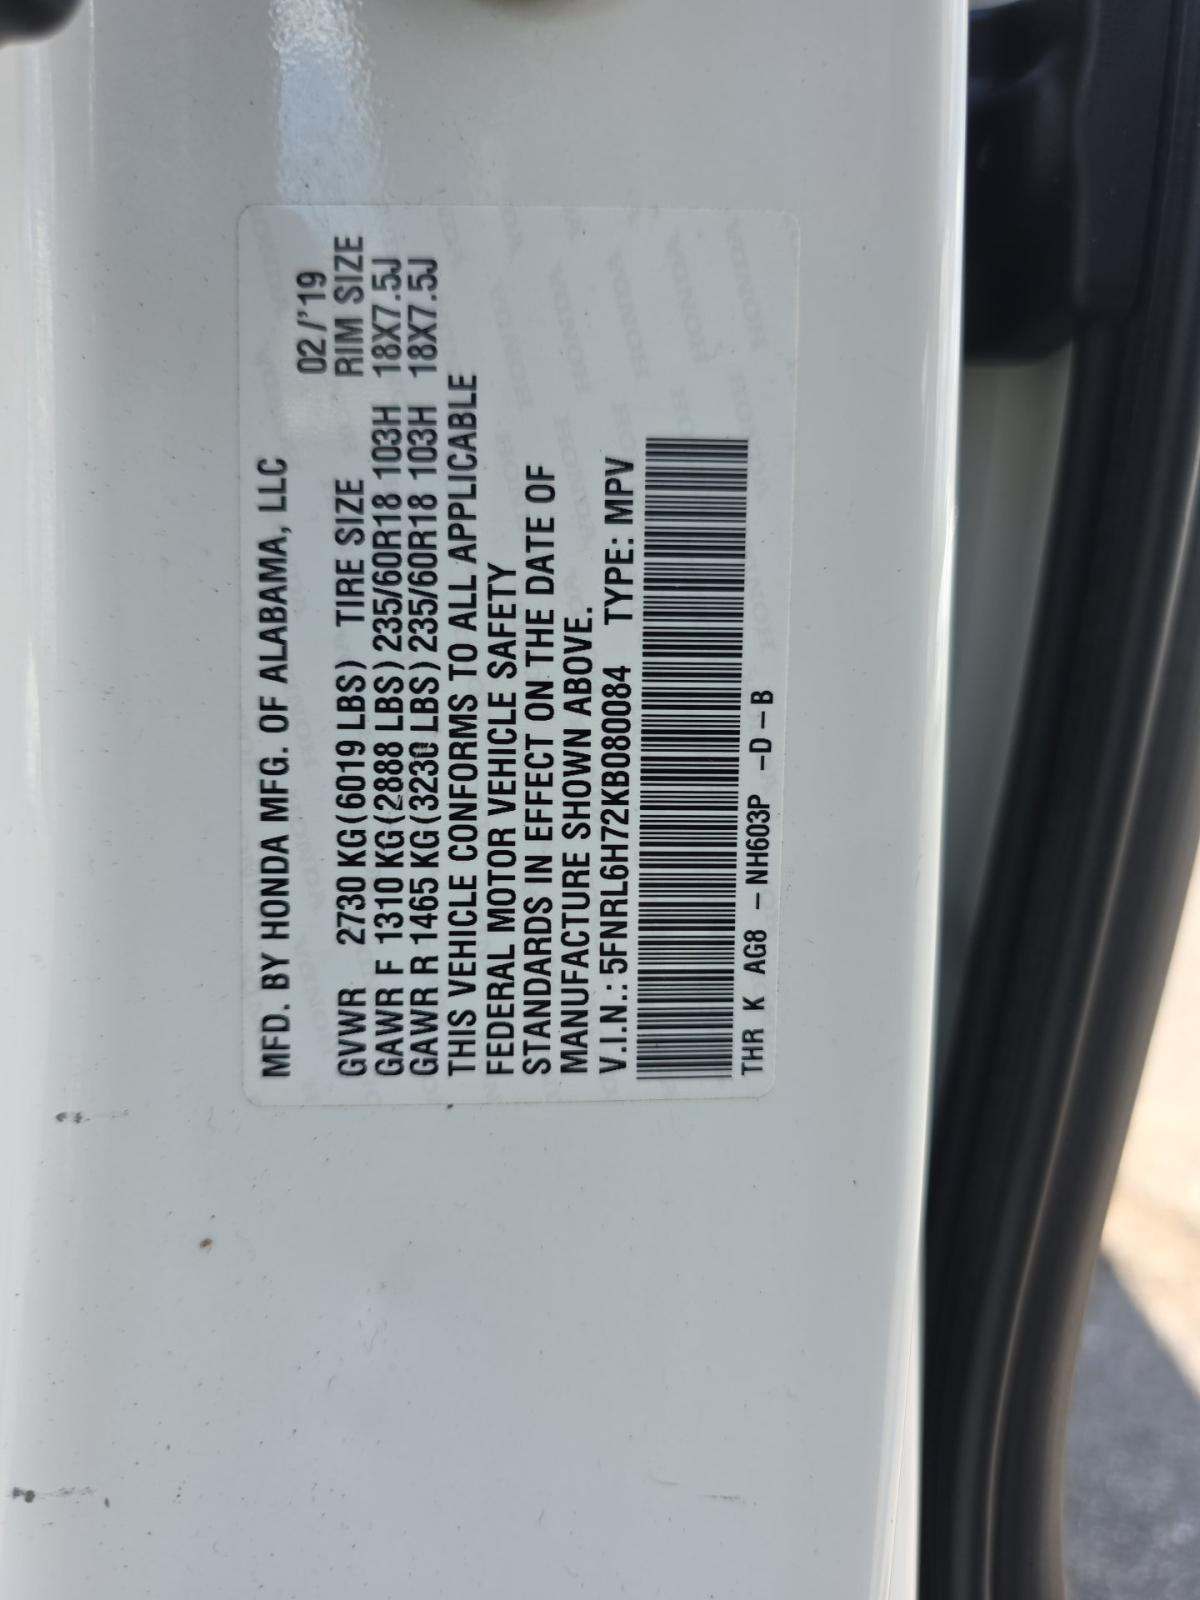 MFD. BY HONDA MFG. OF ALABAMA, LLC
02/'19
GVWR 2730 KG(6019 LBS) TIRE SIZE RIM SIZE
GAWR F 1310 KG(2888 LBS) 235/60R18 103H 18X7.5J
GAWR R 1465 KG(3230 LBS) 235/60R18 103H 18X7.5J
THIS VEHICLE CONFORMS TO ALL APPLICABLE
FEDERAL MOTOR VEHICLE SAFETY
STANDARDS IN EFFECT ON THE DATE OF
MANUFACTURE SHOWN ABOVE.
V.I.N.: 5FNRL6H72KB080084 TYPE: MPV
THR K AG8 – NH603P –D – B